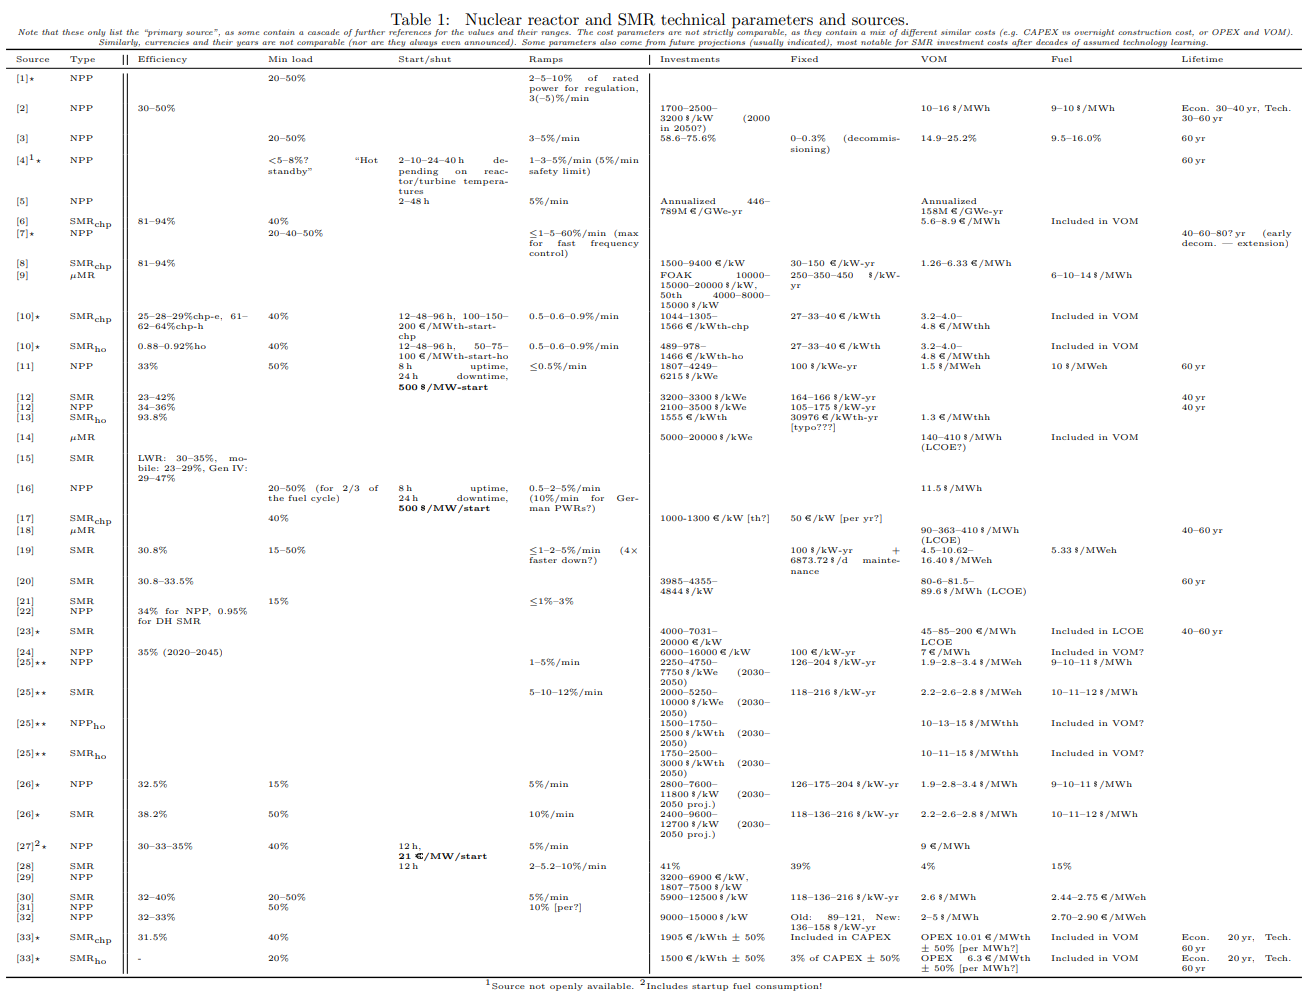 Table 1: Nuclear reactor and SMR technical parameters and sources.
Note that these only list the “primary source”, as some contain a cascade of further references for the values and their ranges. The cost parameters are not strictly comparable, as they contain a mix of different similar costs (e.g. CAPEX vs overnight construction cost, or OPEX and VOM).
Similarly, currencies and their years are not comparable (nor are they always even announced). Some parameters also come from future projections (usually indicated), most notable for SMR investment costs after decades of assumed technology learning.
Source Type Efficiency Min load Start/shut Ramps Investments Fixed VOM Fuel Lifetime
[1]⋆ NPP 20–50% 2–5–10% of rated
power for regulation,
3(–5)%/min
[2] NPP 30–50% 1700–2500– 10–16 $/MWh 9–10 $/MWh Econ. 30–40 yr, Tech.
3200 $/kW (2000 30–60 yr
in 2050?)
[3] NPP 20–50% 3–5%/min 58.6–75.6% 0–0.3% (decommis- 14.9–25.2% 9.5–16.0% 60 yr
sioning)
[4]1⋆ NPP <5–8%? “Hot 2–10–24–40 h de- 1–3–5%/min (5%/min 60 yr
standby” pending on reac- safety limit)
tor/turbine tempera-
tures
[5] NPP 2–48 h 5%/min Annualized 446– Annualized
789M €/GWe-yr 158M €/GWe-yr
[6] SMRchp 81–94% 40% 5.6–8.9 €/MWh Included in VOM
[7]⋆ NPP 20–40–50% ≤1–5–60%/min (max 40–60–80? yr (early
for fast frequency decom. — extension)
control)
[8] SMRchp 81–94% 1500–9400 €/kW 30–150 €/kW-yr 1.26–6.33 €/MWh
[9] μMR FOAK 10000– 250–350–450 $/kW- 6–10–14 $/MWh
15000–20000 $/kW, yr
50th 4000–8000–
15000 $/kW
[10]⋆ SMRchp 25–28–29%chp-e, 61– 40% 12–48–96 h, 100–150– 0.5–0.6–0.9%/min 1044–1305– 27–33–40 €/kWth 3.2–4.0– Included in VOM
62–64%chp-h 200 €/MWth-start- 1566 €/kWth-chp 4.8 €/MWthh
chp
[10]⋆ SMRho 0.88–0.92%ho 40% 12–48–96 h, 50–75– 0.5–0.6–0.9%/min 489–978– 27–33–40 €/kWth 3.2–4.0– Included in VOM
100 €/MWth-start-ho 1466 €/kWth-ho 4.8 €/MWthh
[11] NPP 33% 50% 8 h uptime, ≤0.5%/min 1807–4249– 100 $/kWe-yr 1.5 $/MWeh 10 $/MWeh 60 yr
24 h downtime, 6215 $/kWe
500 $/MW-start
[12] SMR 23–42% 3200–3300 $/kWe 164–166 $/kW-yr 40 yr
[12] NPP 34–36% 2100–3500 $/kWe 105–175 $/kW-yr 40 yr
[13] SMRho 93.8% 1555 €/kWth 30976 €/kWth-yr 1.3 €/MWthh
[typo???]
[14] μMR 5000–20000 $/kWe 140–410 $/MWh Included in VOM
(LCOE?)
[15] SMR LWR: 30–35%, mo-
bile: 23–29%, Gen IV:
29–47%
[16] NPP 20–50% (for 2/3 of 8 h uptime, 0.5–2–5%/min 11.5 $/MWh
the fuel cycle) 24 h downtime, (10%/min for Ger-
500 $/MW/start man PWRs?)
[17] SMRchp 40% 1000-1300 €/kW [th?] 50 €/kW [per yr?]
[18] μMR 90–363–410 $/MWh 40–60 yr
(LCOE)
[19] SMR 30.8% 15–50% ≤1–2–5%/min (4× 100 $/kW-yr + 4.5–10.62– 5.33 $/MWeh
faster down?) 6873.72 $/d mainte- 16.40 $/MWeh
nance
[20] SMR 30.8–33.5% 3985–4355– 80-6–81.5– 60 yr
4844 $/kW 89.6 $/MWh (LCOE)
[21] SMR 15% ≤1%–3%
[22] NPP 34% for NPP, 0.95%
for DH SMR
[23]⋆ SMR 4000–7031– 45–85–200 €/MWh Included in LCOE 40–60 yr
20000 €/kW LCOE
[24] NPP 35% (2020–2045) 6000–16000 €/kW 100 €/kW-yr 7 €/MWh Included in VOM?
[25]⋆⋆ NPP 1–5%/min 2250–4750– 126–204 $/kW-yr 1.9–2.8–3.4 $/MWeh 9–10–11 $/MWh
7750 $/kWe (2030–
2050)
[25]⋆⋆ SMR 5–10–12%/min 2000–5250– 118–216 $/kW-yr 2.2–2.6–2.8 $/MWeh 10–11–12 $/MWh
10000 $/kWe (2030–
2050)
[25]⋆⋆ NPPho 1500–1750– 10–13–15 $/MWthh Included in VOM?
2500 $/kWth (2030–
2050)
[25]⋆⋆ SMRho 1750–2500– 10–11–15 $/MWthh Included in VOM?
3000 $/kWth (2030–
2050)
[26]⋆ NPP 32.5% 15% 5%/min 2800–7600– 126–175–204 $/kW-yr 1.9–2.8–3.4 $/MWh 9–10–11 $/MWh
11800 $/kW (2030–
2050 proj.)
[26]⋆ SMR 38.2% 50% 10%/min 2400–9600– 118–136–216 $/kW-yr 2.2–2.6–2.8 $/MWh 10–11–12 $/MWh
12700 $/kW (2030–
2050 proj.)
[27]2⋆ NPP 30–33–35% 40% 12 h, 5%/min 9 €/MWh
21 €/MW/start
[28] SMR 12 h 2–5.2–10%/min 41% 39% 4% 15%
[29] NPP 3200–6900 €/kW,
1807–7500 $/kW
[30] SMR 32–40% 20–50% 5%/min 5900–12500 $/kW 118–136–216 $/kW-yr 2.6 $/MWh 2.44–2.75 €/MWeh
[31] NPP 50% 10% [per?]
[32] NPP 32–33% 9000–15000 $/kW Old: 89–121, New: 2–5 $/MWh 2.70–2.90 €/MWeh
136–158 $/kW-yr
[33]⋆ SMRchp 31.5% 40% 1905 €/kWth ± 50% Included in CAPEX OPEX 10.01 €/MWth Included in VOM Econ. 20 yr, Tech.
± 50% [per MWh?] 60 yr
[33]⋆ SMRho - 20% 1500 €/kWth ± 50% 3% of CAPEX ± 50% OPEX 6.3 €/MWth Included in VOM Econ. 20 yr, Tech.
± 50% [per MWh?] 60 yr
1Source not openly available. 2Includes startup fuel consumption!